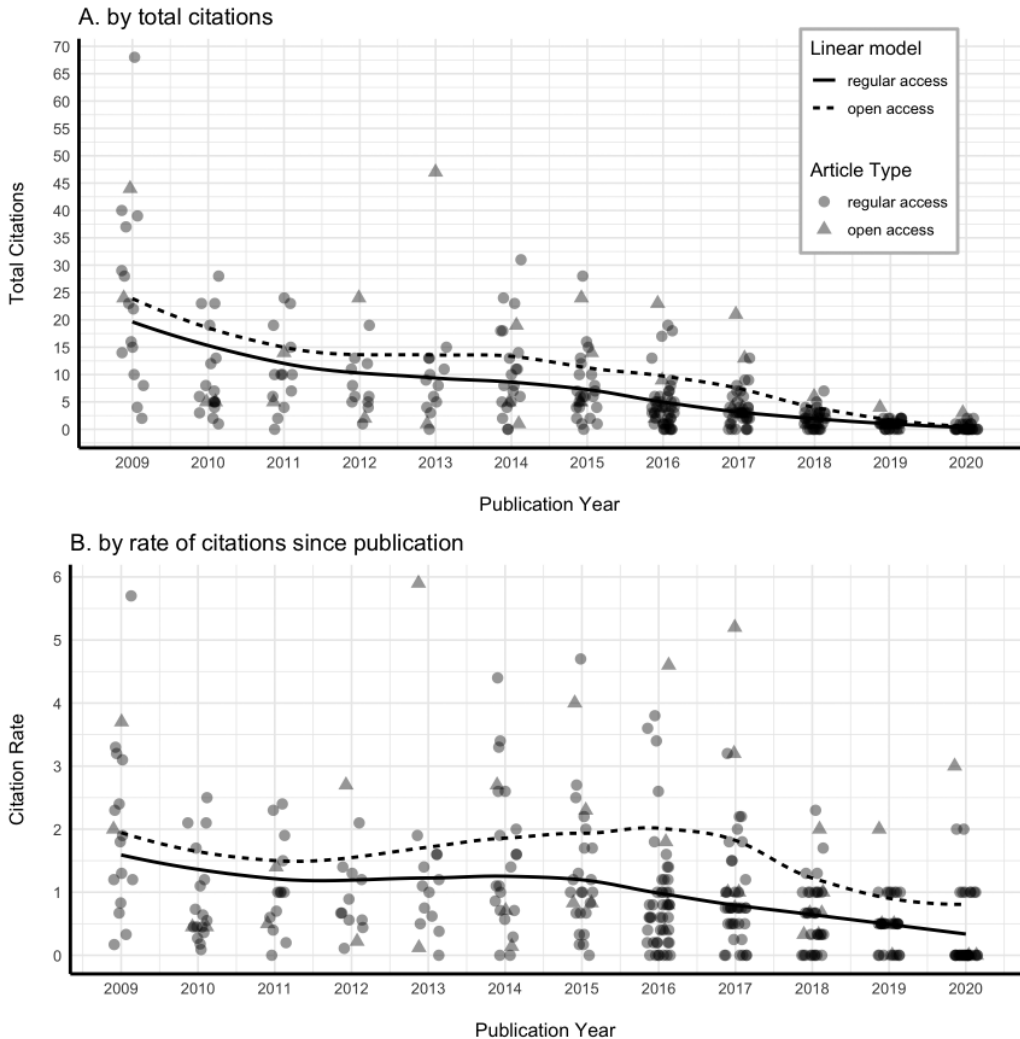 A. by total citations
70
65
60
55
50
45
40
35
30
25
20
15
10
5
0
Total Citations
Linear model
regular access
open access
Article Type
regular access
open access
2009 2010 2011 2012 2013 2014 2015 2016 2017 2018 2019 2020
Publication Year
B. by rate of citations since publication
6
5
4
3
2
1
0
Citation Rate
2009 2010 2011 2012 2013 2014 2015 2016 2017 2018 2019 2020
Publication Year